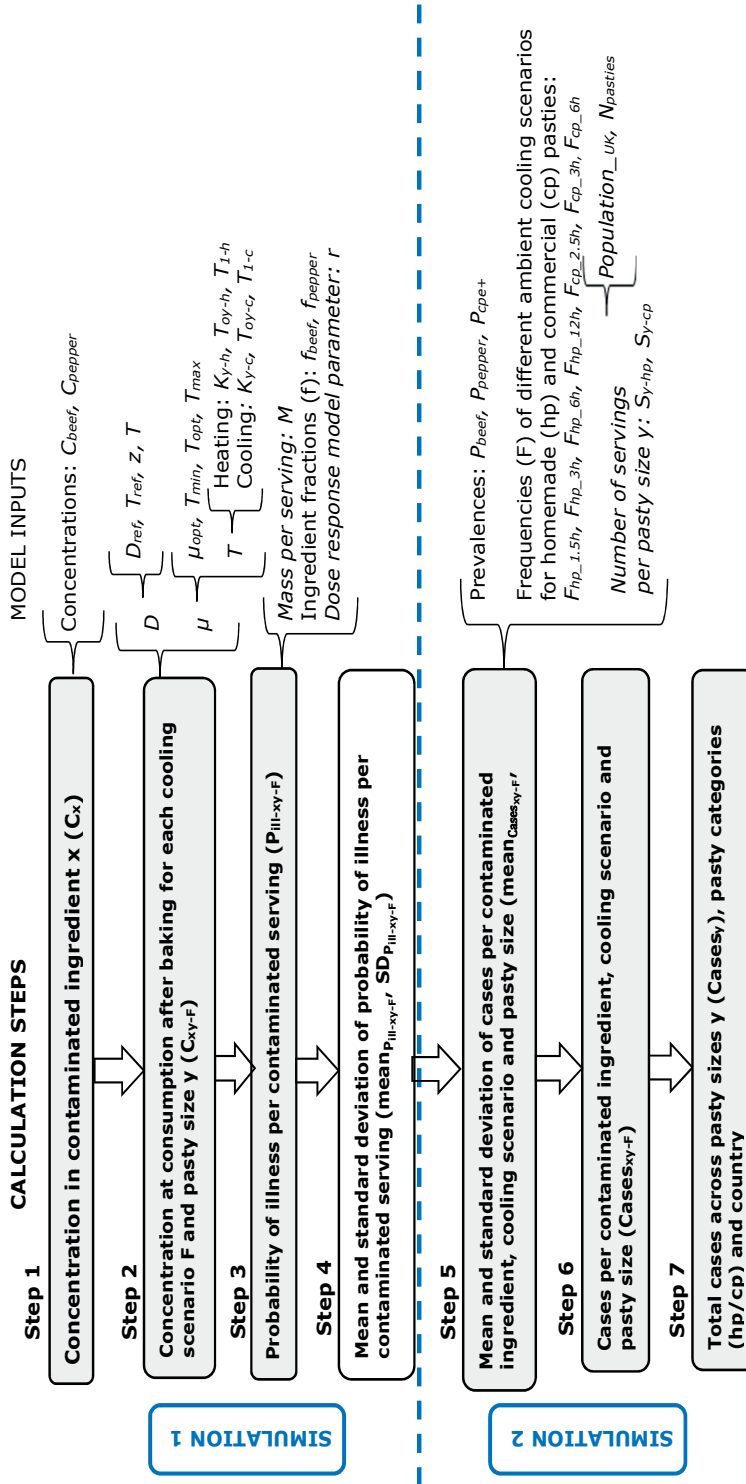 CALCULATION STEPS
MODEL INPUTS
SIMULATION 1
Step 1
Concentration in contaminated ingredient x (Cx)
Concentrations: Cbeef, Cpepper
Step 2
Concentration at consumption after baking for each cooling
scenario F and pasty size y (Cxy-F)
D
Dref, Tref, z, T
μ
μopt, Tmin, Topt, Tmax
T
Heating: Ky-h, Toy-h, T1-h
Cooling: Ky-c, Toy-c, T1-c
Step 3
Probability of illness per contaminated serving (Pill-xy-F)
Mass per serving: M
Ingredient fractions (f): fbeef, fpepper
Dose response model parameter: r
Step 4
Mean and standard deviation of probability of illness per
contaminated serving (meanPill-xy-F, SDPill-xy-F)
SIMULATION 2
Step 5
Mean and standard deviation of cases per contaminated
ingredient, cooling scenario and pasty size (meanCasesxy-F,
Prevalences: Pbeef, Ppepper, Pcpe+
Frequencies (F) of different ambient cooling scenarios
for homemade (hp) and commercial (cp) pasties:
Fhp_1.5h, Fhp_3h, Fhp_6h, Fhp_12h, Fcp_2.5h, Fcp_3h, Fcp_6h
Number of servings
per pasty size y: Sy-hp, Sy-cp
Population_UK, Npasties
Step 6
Cases per contaminated ingredient, cooling scenario and
pasty size (Casesxy-F)
Step 7
Total cases across pasty sizes y (Casesy), pasty categories
(hp/cp) and country